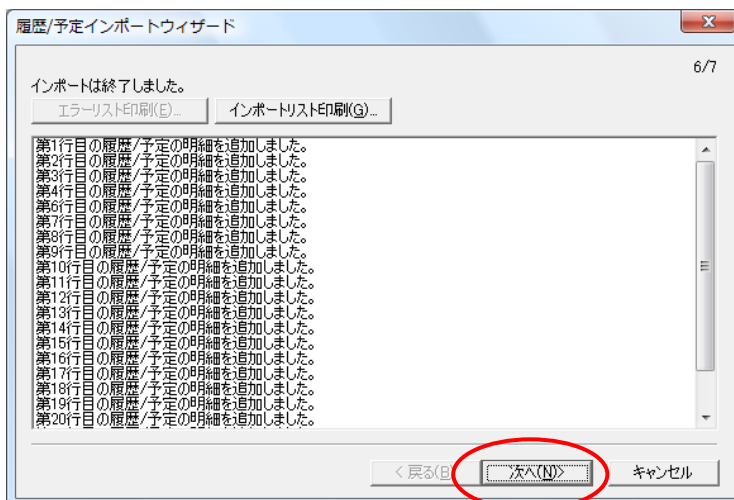 履歴/予定インポートウィザード
6/7
インポートは終了しました。
エラーリスト印刷(E)... インポートリスト印刷(G)...
第1行目の履歴/予定の明細を追加しました。
第2行目の履歴/予定の明細を追加しました。
第3行目の履歴/予定の明細を追加しました。
第4行目の履歴/予定の明細を追加しました。
第6行目の履歴/予定の明細を追加しました。
第7行目の履歴/予定の明細を追加しました。
第8行目の履歴/予定の明細を追加しました。
第9行目の履歴/予定の明細を追加しました。
第10行目の履歴/予定の明細を追加しました。
第11行目の履歴/予定の明細を追加しました。
第12行目の履歴/予定の明細を追加しました。
第13行目の履歴/予定の明細を追加しました。
第14行目の履歴/予定の明細を追加しました。
第15行目の履歴/予定の明細を追加しました。
第16行目の履歴/予定の明細を追加しました。
第17行目の履歴/予定の明細を追加しました。
第18行目の履歴/予定の明細を追加しました。
第19行目の履歴/予定の明細を追加しました。
第20行目の履歴/予定の明細を追加しました。
< 戻る(B) 次へ(N)> キャンセル